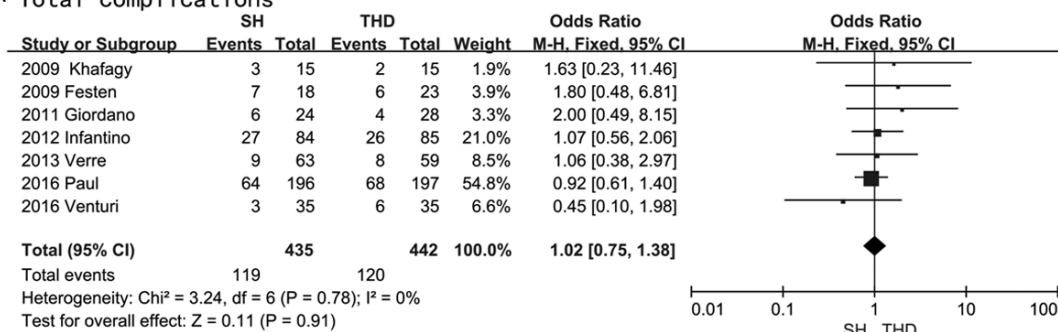 Total Complications
SH THD Odds Ratio Odds Ratio
Study or Subgroup Events Total Events Total Weight M-H, Fixed, 95% CI M-H, Fixed, 95% CI
2009 Khafagy 3 15 2 15 1.9% 1.63 [0.23, 11.46]
2009 Festen 7 18 6 23 3.9% 1.80 [0.48, 6.81]
2011 Giordano 6 24 4 28 3.3% 2.00 [0.49, 8.15]
2012 Infantino 27 84 26 85 21.0% 1.07 [0.56, 2.06]
2013 Verre 9 63 8 59 8.5% 1.06 [0.38, 2.97]
2016 Paul 64 196 68 197 54.8% 0.92 [0.61, 1.40]
2016 Venturi 3 35 6 35 6.6% 0.45 [0.10, 1.98]
Total (95% CI) 435 442 100.0% 1.02 [0.75, 1.38]
Total events 119 120
Heterogeneity: Chi² = 3.24, df = 6 (P = 0.78); I² = 0%
Test for overall effect: Z = 0.11 (P = 0.91)
0.01 0.1 1 10 100
SH THD